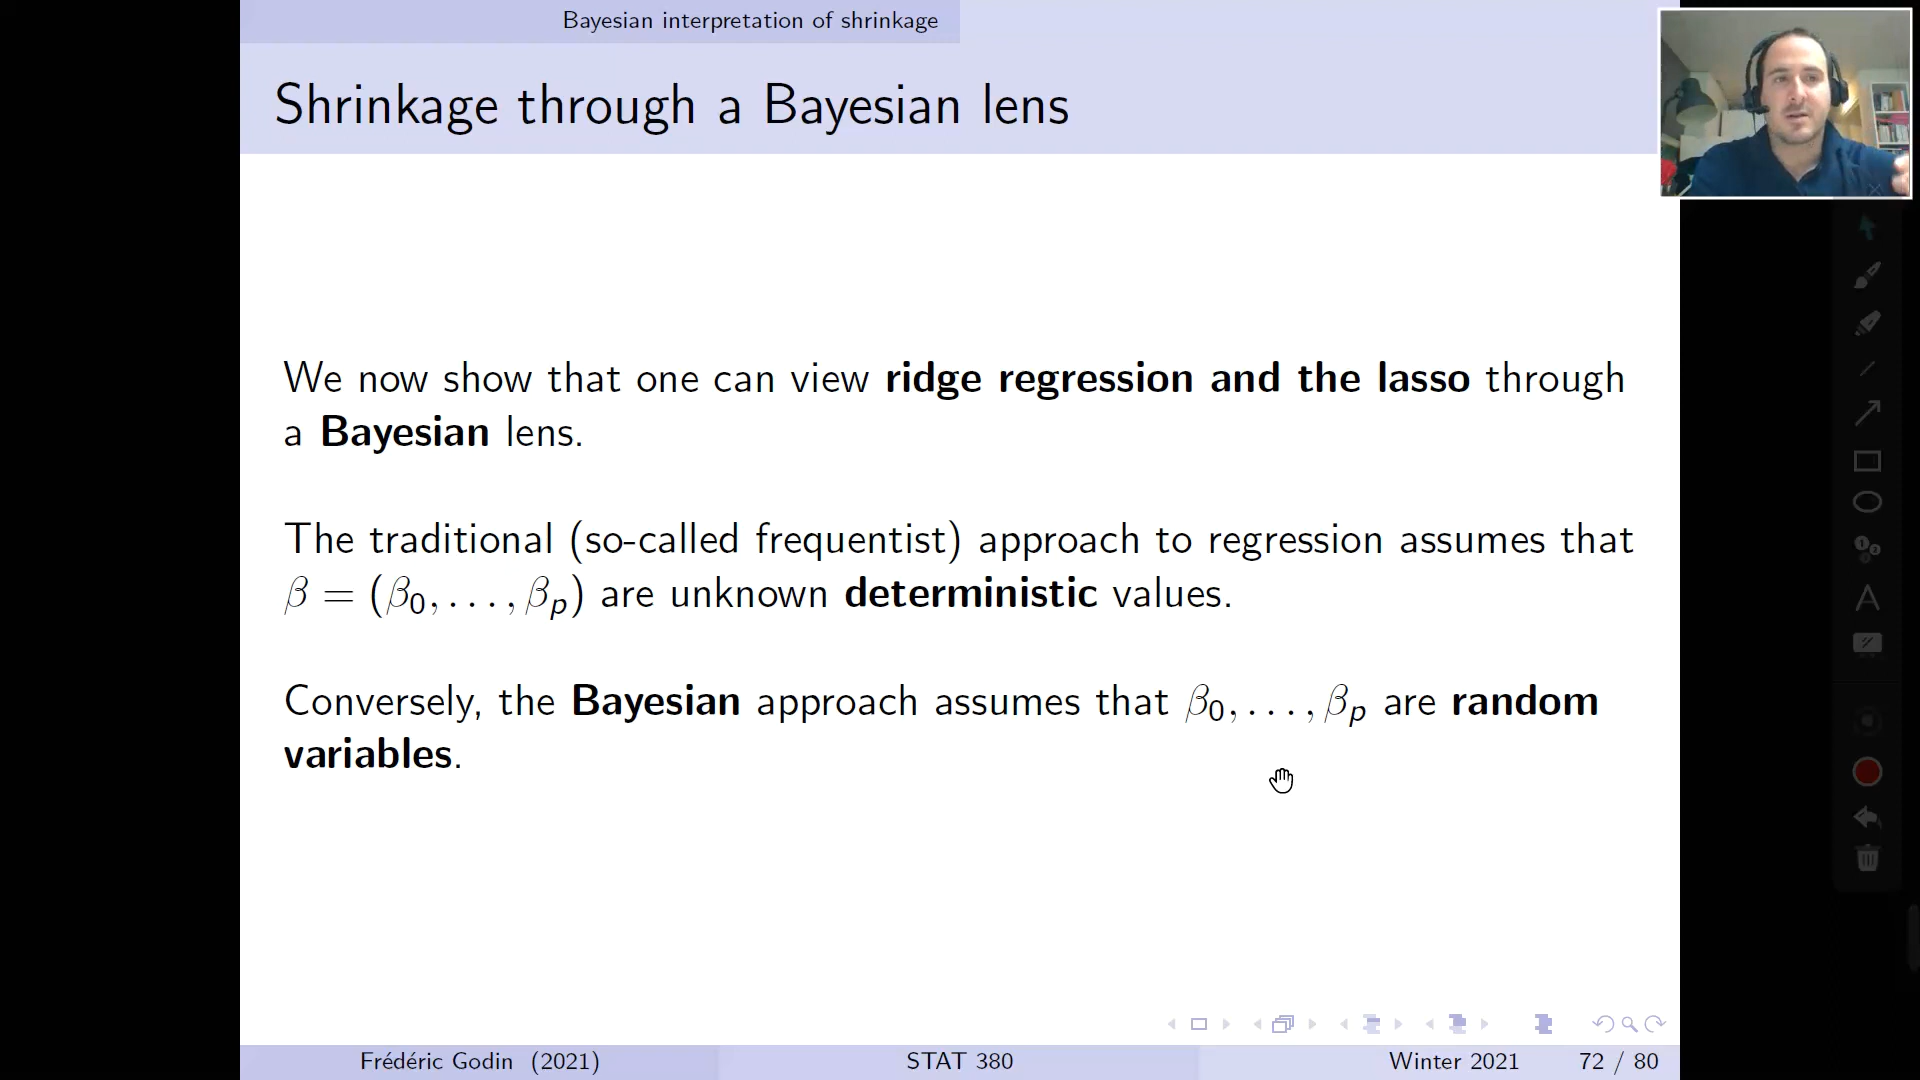 Bayesian interpretation of shrinkage
Shrinkage through a Bayesian lens
We now show that one can view ridge regression and the lasso through
a Bayesian lens.
The traditional (so-called frequentist) approach to regression assumes that
β = (β₀, . . . , βₚ) are unknown deterministic values.
Conversely, the Bayesian approach assumes that β₀, . . . , βₚ are random
variables.
Frédéric Godin (2021) STAT 380 Winter 2021 72 / 80